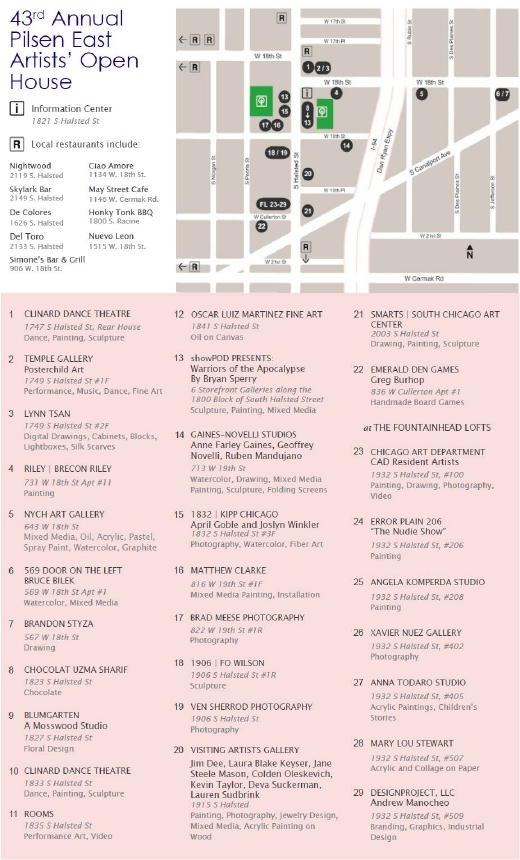 43rd Annual
Pilsen East
Artists' Open
House
i Information Center
1821 S Halsted St
R Local restaurants include:
Nightwood
2119 S. Halsted
Skylark Bar
2149 S. Halsted
De Colores
1626 S. Halsted
Del Toro
2133 S. Halsted
Simone's Bar & Grill
906 W. 18th St.
Ciao Amore
1134 W. 18th St.
May Street Cafe
1146 W. Cermak Rd.
Honky Tonk BBQ
1800 S. Racine
Nuevo Leon
1515 W. 18th St.
R
W 17th St
S Ruble St
S Des Plaines St
R R
W 17th Pl
W 18th St
R
R
1 2/3
W 18th St
W 18th St
i
4
5
6/7
13
15
17 16
8
13
W 19th St
14
18/19
I-94
Dan Ryan Expy
S Canalport Ave
S Morgan St
S Peoria St
S Halsted St
20
W 19th Pl
S Des Plaines St
S Jefferson St
FL 23-29
21
W Cullerton St
22
W 21st St
R
W 21st St
R
N
W Cermak Rd
1 CLINARD DANCE THEATRE
1747 S Halsted St, Rear House
Dance, Painting, Sculpture
2 TEMPLE GALLERY
Posterchild Art
1749 S Halsted St #1F
Performance, Music, Dance, Fine Art
3 LYNN TSAN
1749 S Halsted St #2F
Digital Drawings, Cabinets, Blocks,
Lightboxes, Silk Scarves
4 RILEY | BRECON RILEY
731 W 18th St Apt #11
Painting
5 NYCH ART GALLERY
643 W 18th St
Mixed Media, Oil, Acrylic, Pastel,
Spray Paint, Watercolor, Graphite
6 569 DOOR ON THE LEFT
BRUCE BILEK
569 W 18th St Apt #1
Watercolor, Mixed Media
7 BRANDON STYZA
567 W 18th St
Drawing
8 CHOCOLAT UZMA SHARIF
1823 S Halsted St
Chocolate
9 BLUMGARTEN
A Mosswood Studio
1827 S Halsted St
Floral Design
10 CLINARD DANCE THEATRE
1833 S Halsted St
Dance, Painting, Sculpture
11 ROOMS
1835 S Halsted St
Performance Art, Video
12 OSCAR LUIZ MARTINEZ FINE ART
1841 S Halsted St
Oil on Canvas
13 showPOD PRESENTS:
Warriors of the Apocalypse
By Bryan Sperry
6 Storefront Galleries along the
1800 Block of South Halsted Street
Sculpture, Painting, Mixed Media
14 GAINES-NOVELLI STUDIOS
Anne Farley Gaines, Geoffrey
Novelli, Ruben Mandujano
713 W 19th St
Watercolor, Drawing, Mixed Media
Painting, Sculpture, Folding Screens
15 1832 | KIPP CHICAGO
April Goble and Joslyn Winkler
1832 S Halsted St #3F
Photography, Watercolor, Fiber Art
16 MATTHEW CLARKE
816 W 19th St #1F
Mixed Media Painting, Installation
17 BRAD MEESE PHOTOGRAPHY
822 W 19th St #1R
Photography
18 1906 | FO WILSON
1906 S Halsted St #1R
Sculpture
19 VEN SHERROD PHOTOGRAPHY
1906 S Halsted St
Photography
20 VISITING ARTISTS GALLERY
Jim Dee, Laura Blake Keyser, Jane
Steele Mason, Colden Oleskevich,
Kevin Taylor, Deva Suckerman,
Lauren Sudbrink
1915 S Halsted
Painting, Photography, Jewelry Design,
Mixed Media, Acrylic Painting on
Wood
21 SMARTS | SOUTH CHICAGO ART
CENTER
2003 S Halsted St
Drawing, Painting, Sculpture
22 EMERALD DEN GAMES
Greg Burhop
836 W Cullerton Apt #1
Handmade Board Games
at THE FOUNTAINHEAD LOFTS
23 CHICAGO ART DEPARTMENT
CAD Resident Artists
1932 S Halsted St, #100
Painting, Drawing, Photography,
Video
24 ERROR PLAIN 206
"The Nudie Show"
1932 S Halsted St, #206
Painting
25 ANGELA KOMPERDA STUDIO
1932 S Halsted St, #208
Painting
26 XAVIER NUEZ GALLERY
1932 S Halsted St, #402
Photography
27 ANNA TODARO STUDIO
1932 S Halsted St, #405
Acrylic Paintings, Children's
Stories
28 MARY LOU STEWART
1932 S Halsted St, #507
Acrylic and Collage on Paper
29 DESIGNPROJECT, LLC
Andrew Manocheo
1932 S Halsted St, #509
Branding, Graphics, Industrial
Design